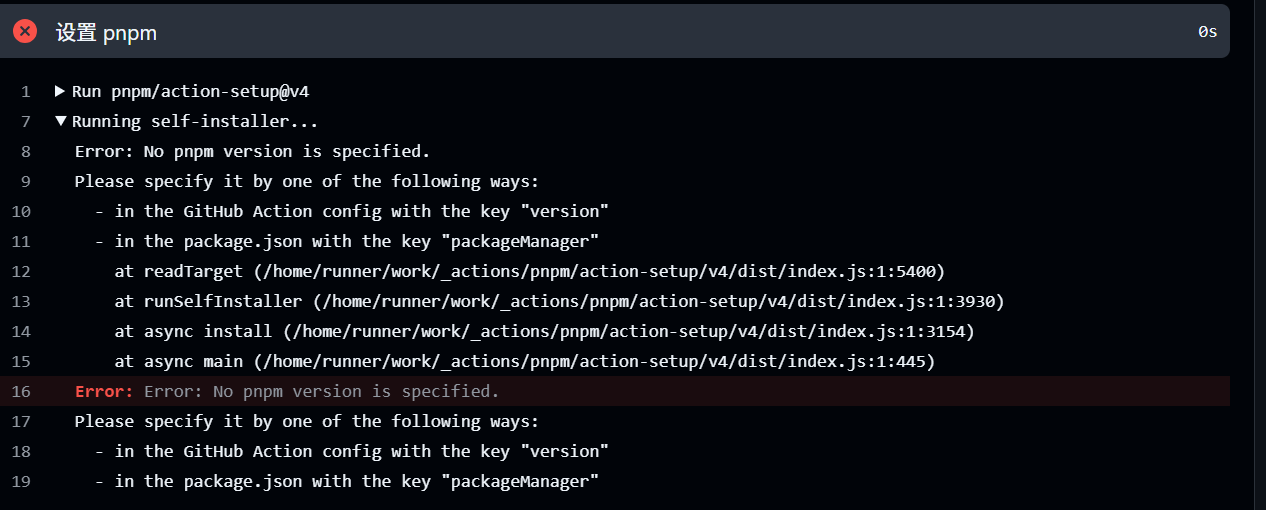 设置 pnpm 0s
1 Run pnpm/action-setup@v4
7 Running self-installer...
8 Error: No pnpm version is specified.
9 Please specify it by one of the following ways:
10 - in the GitHub Action config with the key "version"
11 - in the package.json with the key "packageManager"
12 at readTarget (/home/runner/work/_actions/pnpm/action-setup/v4/dist/index.js:1:5400)
13 at runSelfInstaller (/home/runner/work/_actions/pnpm/action-setup/v4/dist/index.js:1:3930)
14 at async install (/home/runner/work/_actions/pnpm/action-setup/v4/dist/index.js:1:3154)
15 at async main (/home/runner/work/_actions/pnpm/action-setup/v4/dist/index.js:1:445)
16 Error: Error: No pnpm version is specified.
17 Please specify it by one of the following ways:
18 - in the GitHub Action config with the key "version"
19 - in the package.json with the key "packageManager"